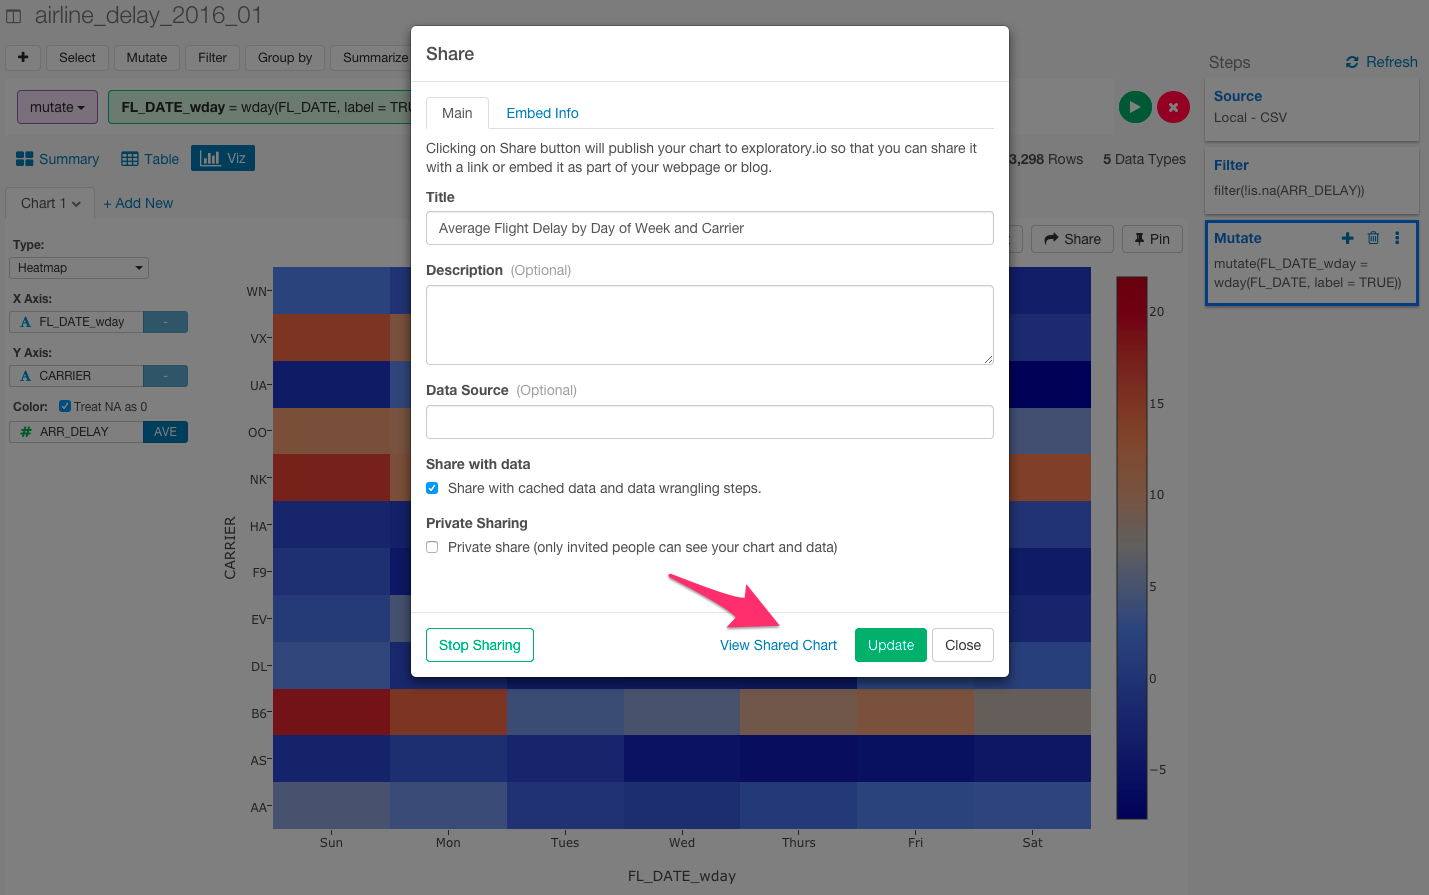 airline_delay_2016_01
Select
Mutate
Filter
Group by
Summarize
mutate
FL_DATE_wday = wday(FL_DATE, label =
Summary
Table
Viz
3,298 Rows
5 Data Types
Chart 1
+ Add New
Share
Pin
Type:
Heatmap
X Axis:
A FL_DATE_wday -
Y Axis:
A CARRIER -
Color: Treat NA as 0
# ARR_DELAY AVE
Share
Main
Embed Info
Clicking on Share button will publish your chart to exploratory.io so that you can share it
with a link or embed it as part of your webpage or blog.
Title
Average Flight Delay by Day of Week and Carrier
Description (Optional)
Data Source (Optional)
Share with data
Share with cached data and data wrangling steps.
Private Sharing
Private share (only invited people can see your chart and data)
Stop Sharing
View Shared Chart
Update
Close
Steps
Refresh
Source
Local - CSV
Filter
filter(!is.na(ARR_DELAY))
Mutate
mutate(FL_DATE_wday =
wday(FL_DATE, label = TRUE))
CARRIER
WN
VX
UA
OO
NK
HA
F9
EV
DL
B6
AS
AA
Sun
Mon
Tues
Wed
Thurs
Fri
Sat
FL_DATE_wday
20
15
10
5
0
−5